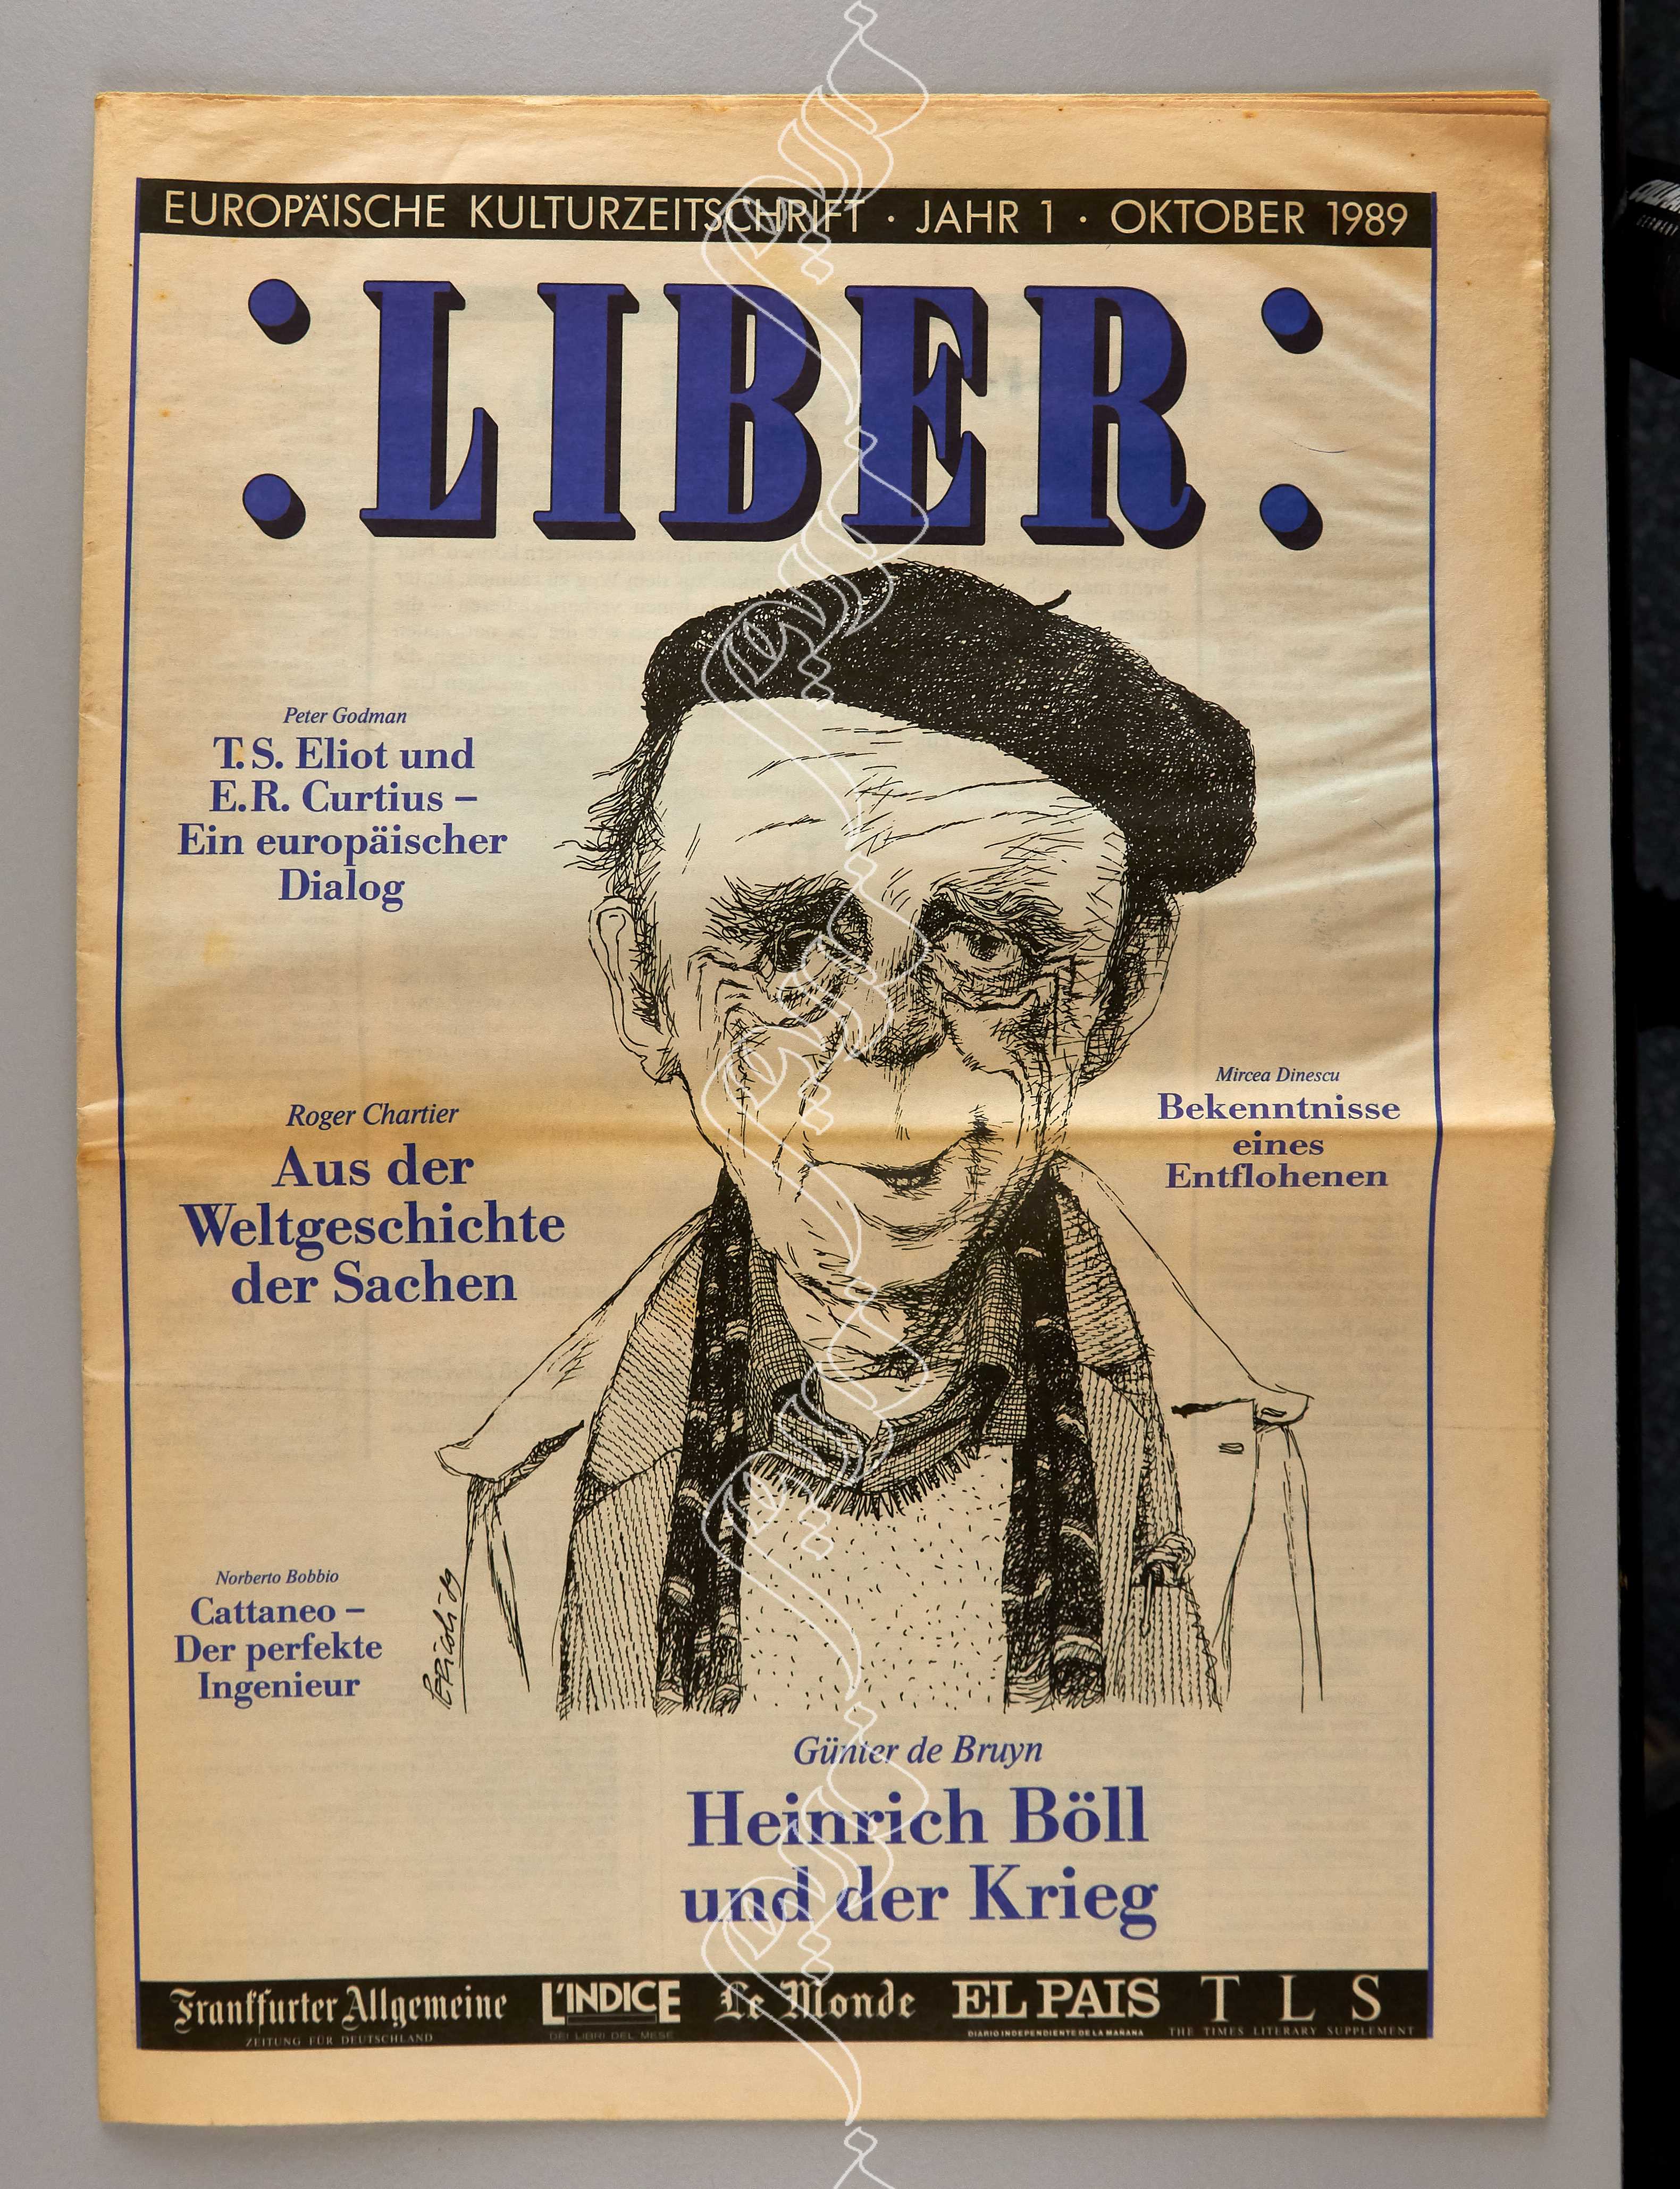 EUROPÄISCHE KULTURZEITSCHRIFT · JAHR 1 · OKTOBER 1989
:LIBER:
Peter Godman
T.S. Eliot und
E.R. Curtius –
Ein europäischer
Dialog
Roger Chartier
Aus der
Weltgeschichte
der Sachen
Mircea Dinescu
Bekenntnisse
eines
Entflohenen
Norberto Bobbio
Cattaneo –
Der perfekte
Ingenieur
Günter de Bruyn
Heinrich Böll
und der Krieg
Frankfurter Allgemeine
ZEITUNG FÜR DEUTSCHLAND
L'INDICE
DEI LIBRI DEL MESE
Le Monde
EL PAIS
DIARIO INDEPENDIENTE DE LA MAÑANA
TLS
THE TIMES LITERARY SUPPLEMENT
GERMANY